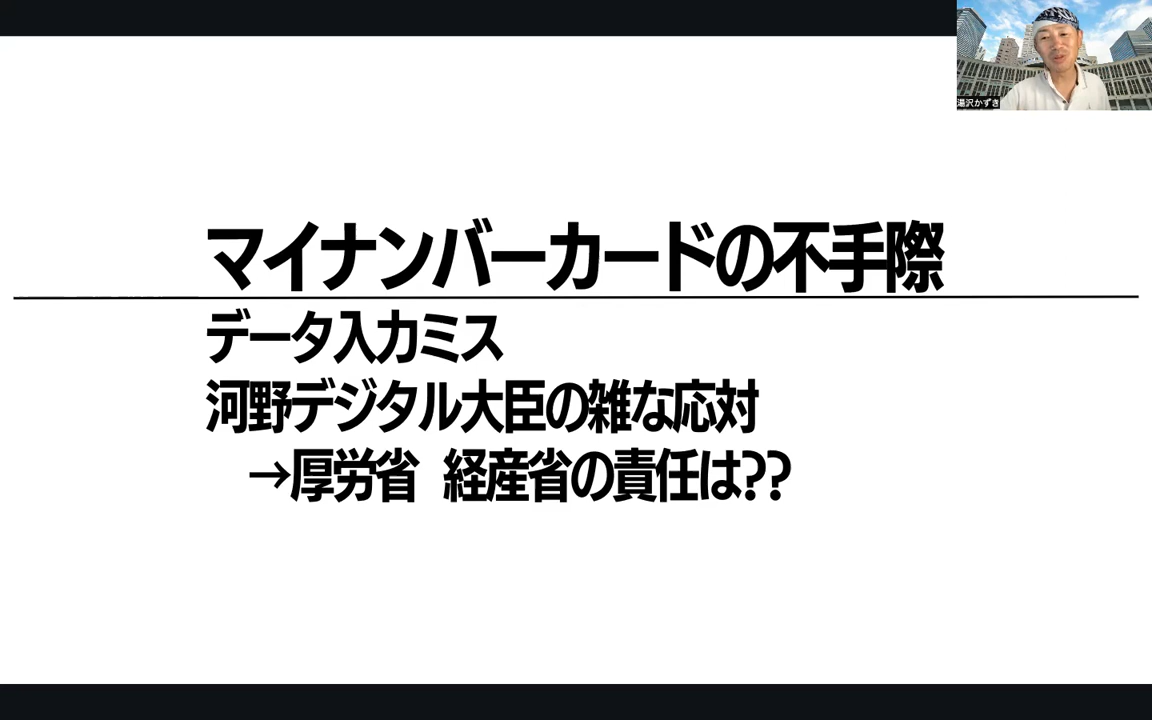 湯沢かずき
マイナンバーカードの不手際
データ入力ミス
河野デジタル大臣の雑な応対
→厚労省 経産省の責任は??